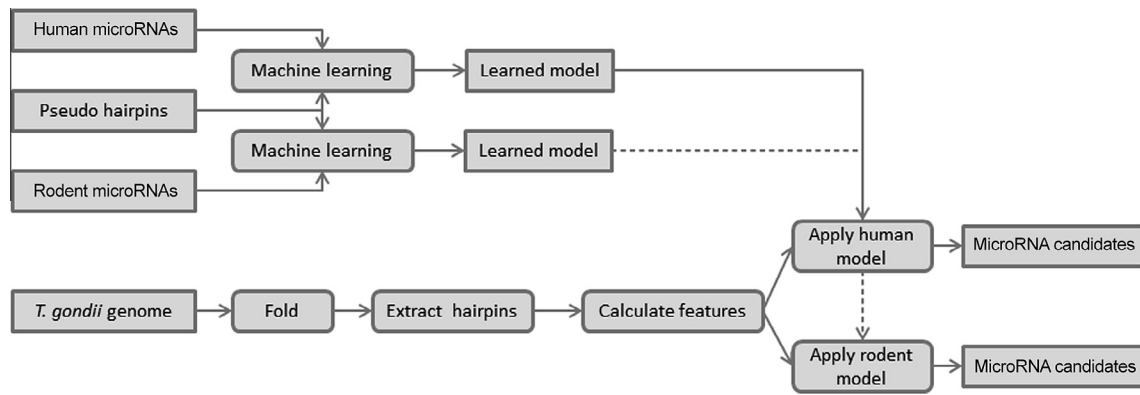 Human microRNAs
Machine learning
Learned model
Pseudo hairpins
Machine learning
Learned model
Rodent microRNAs
Apply human
model
MicroRNA candidates
T. gondii genome
Fold
Extract hairpins
Calculate features
Apply rodent
model
MicroRNA candidates